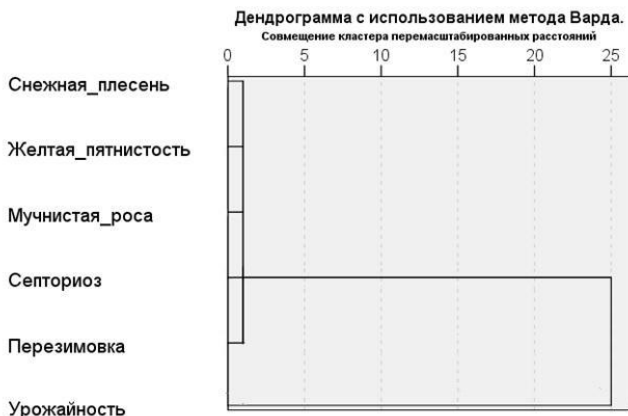 Дендрограмма с использованием метода Варда.
Совмещение кластера перемасштабированных расстояний
0 5 10 15 20 25
Снежная_плесень
Желтая_пятнистость
Мучнистая_роса
Септориоз
Перезимовка
Урожайность